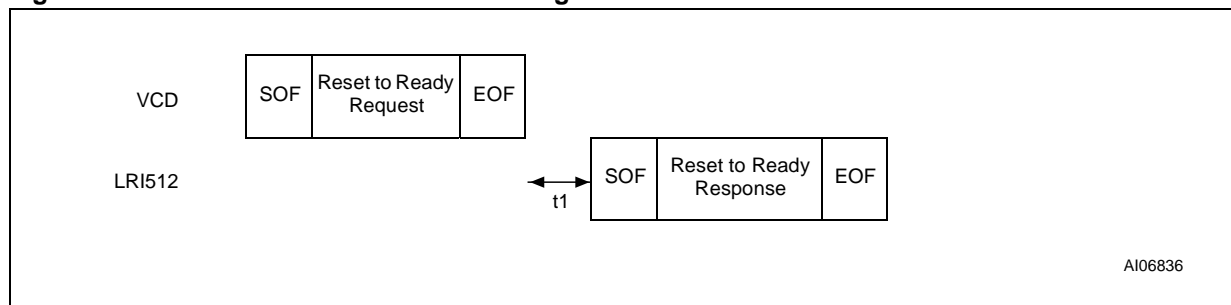 VCD
SOF
Reset to Ready
Request
EOF
LRI512
t1
SOF
Reset to Ready
Response
EOF
AI06836